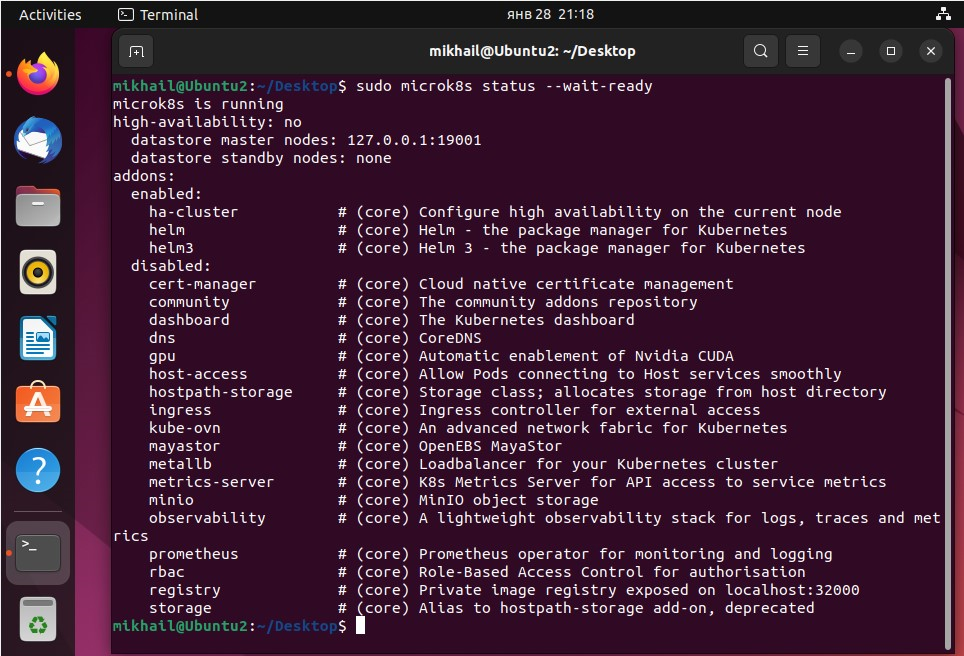 Activities Terminal янв 28 21:18
mikhail@Ubuntu2: ~/Desktop
mikhail@Ubuntu2:~/Desktop$ sudo microk8s status --wait-ready
microk8s is running
high-availability: no
  datastore master nodes: 127.0.0.1:19001
  datastore standby nodes: none
addons:
  enabled:
    ha-cluster           # (core) Configure high availability on the current node
    helm                 # (core) Helm - the package manager for Kubernetes
    helm3                # (core) Helm 3 - the package manager for Kubernetes
  disabled:
    cert-manager         # (core) Cloud native certificate management
    community            # (core) The community addons repository
    dashboard            # (core) The Kubernetes dashboard
    dns                  # (core) CoreDNS
    gpu                  # (core) Automatic enablement of Nvidia CUDA
    host-access          # (core) Allow Pods connecting to Host services smoothly
    hostpath-storage     # (core) Storage class; allocates storage from host directory
    ingress              # (core) Ingress controller for external access
    kube-ovn             # (core) An advanced network fabric for Kubernetes
    mayastor             # (core) OpenEBS MayaStor
    metallb              # (core) Loadbalancer for your Kubernetes cluster
    metrics-server       # (core) K8s Metrics Server for API access to service metrics
    minio                # (core) MinIO object storage
    observability        # (core) A lightweight observability stack for logs, traces and met
rics
    prometheus           # (core) Prometheus operator for monitoring and logging
    rbac                 # (core) Role-Based Access Control for authorisation
    registry             # (core) Private image registry exposed on localhost:32000
    storage              # (core) Alias to hostpath-storage add-on, deprecated
mikhail@Ubuntu2:~/Desktop$